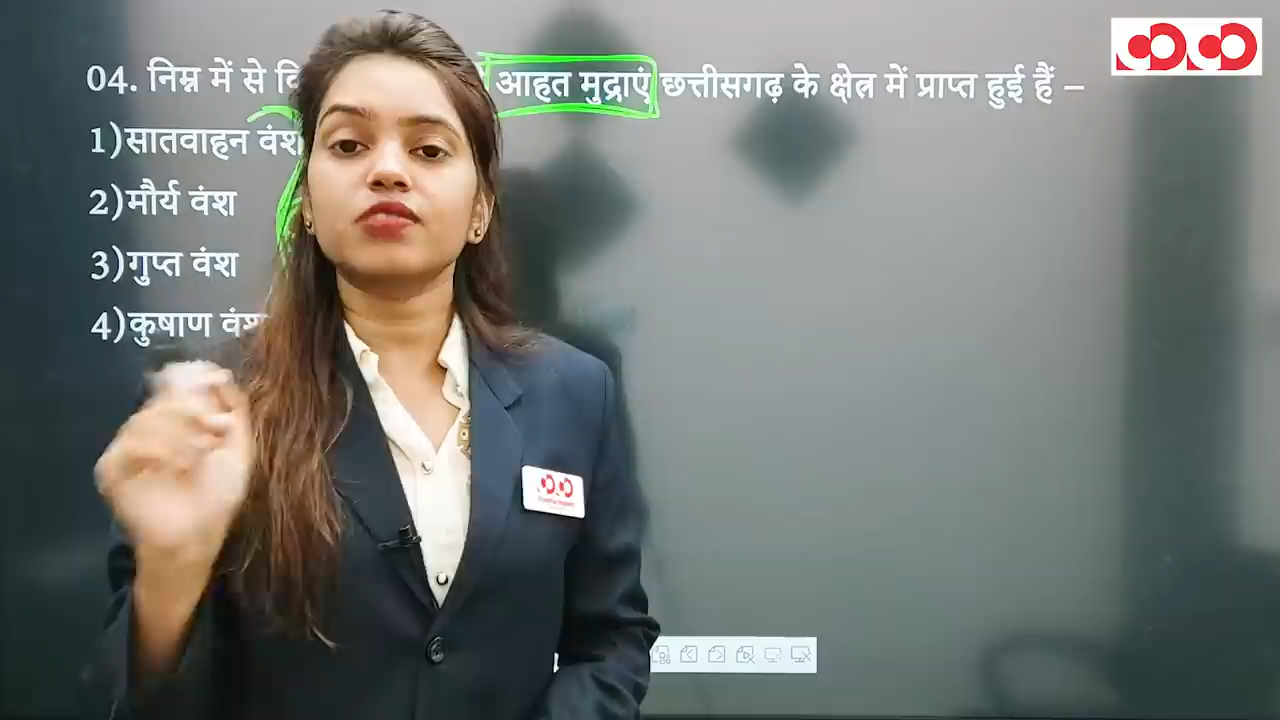 04. निम्न में से आहत मुद्राएं छत्तीसगढ़ के क्षेत्र में प्राप्त हुई हैं –
1)सातवाहन वंश
2)मौर्य वंश
3)गुप्त वंश
4)कुषाण वंश